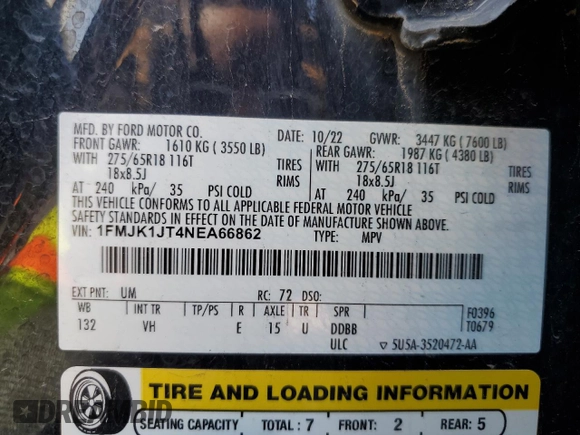 MFD. BY FORD MOTOR CO. DATE: 10/22 GVWR: 3447 KG ( 7600 LB)
FRONT GAWR: 1610 KG ( 3550 LB) REAR GAWR: 1987 KG ( 4380 LB)
WITH 275/65R18 116T TIRES WITH 275/65R18 116T TIRES
18x8.5J RIMS 18x8.5J RIMS
AT 240 kPa/ 35 PSI COLD AT 240 kPa/ 35 PSI COLD
THIS VEHICLE CONFORMS TO ALL APPLICABLE FEDERAL MOTOR VEHICLE
SAFETY STANDARDS IN EFFECT ON THE DATE OF MANUFACTURE SHOWN ABOVE.
VIN: 1FMJK1JT4NEA66862 TYPE: MPV
EXT PNT: UM RC: 72 DSO:
WB INT TR TP/PS R AXLE TR SPR F0396
132 VH E 15 U DDBB T0679
ULC ▽ 5U5A-3520472-AA
TIRE AND LOADING INFORMATION
SEATING CAPACITY TOTAL : 7 FRONT: 2 REAR: 5